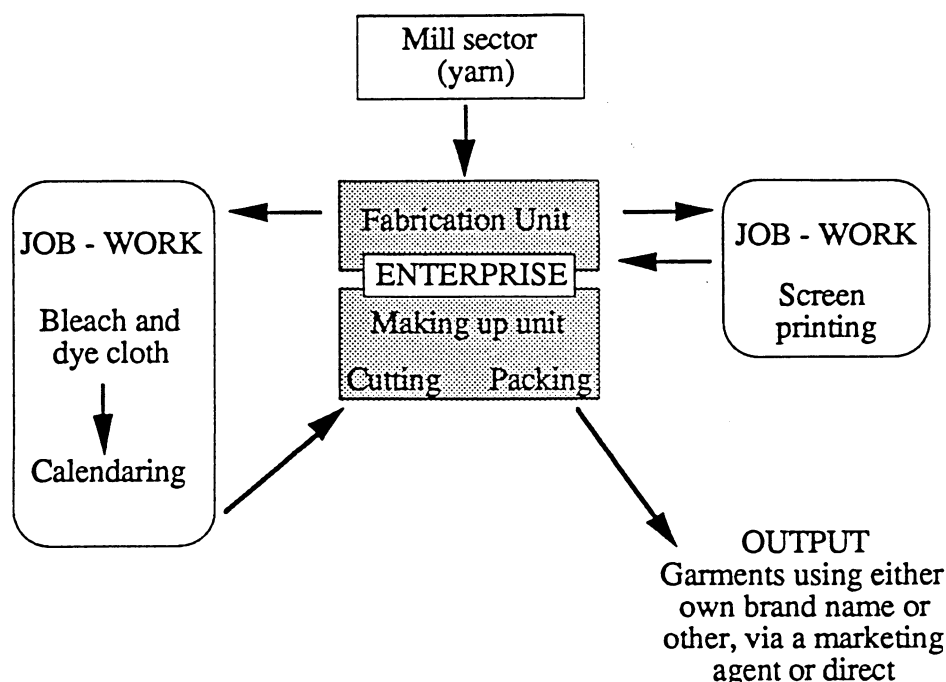 Mill sector
(yarn)
Fabrication Unit
ENTERPRISE
Making up unit
Cutting Packing
JOB - WORK
Bleach and
dye cloth
Calendaring
JOB - WORK
Screen
printing
OUTPUT
Garments using either
own brand name or
other, via a marketing
agent or direct